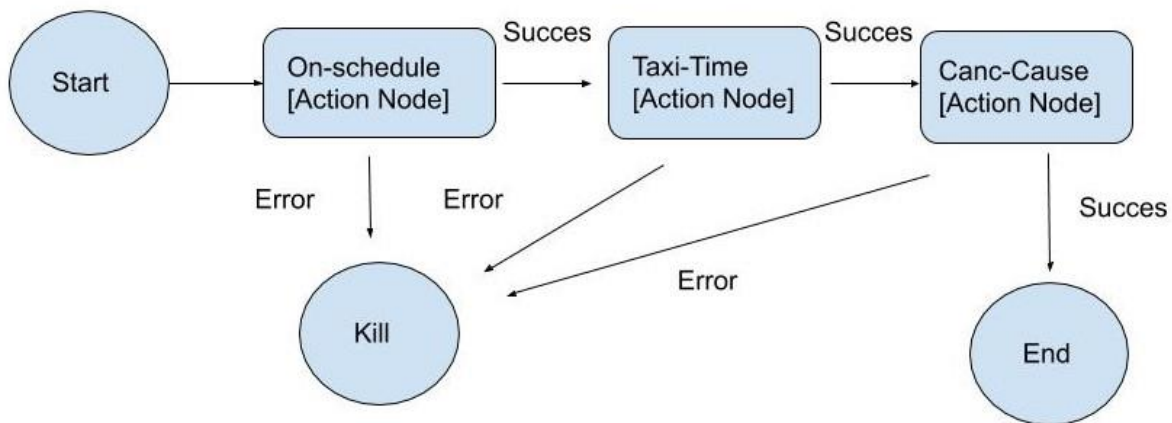 Start
On-schedule
[Action Node]
Succes
Taxi-Time
[Action Node]
Succes
Canc-Cause
[Action Node]
Error
Error
Error
Succes
Kill
End